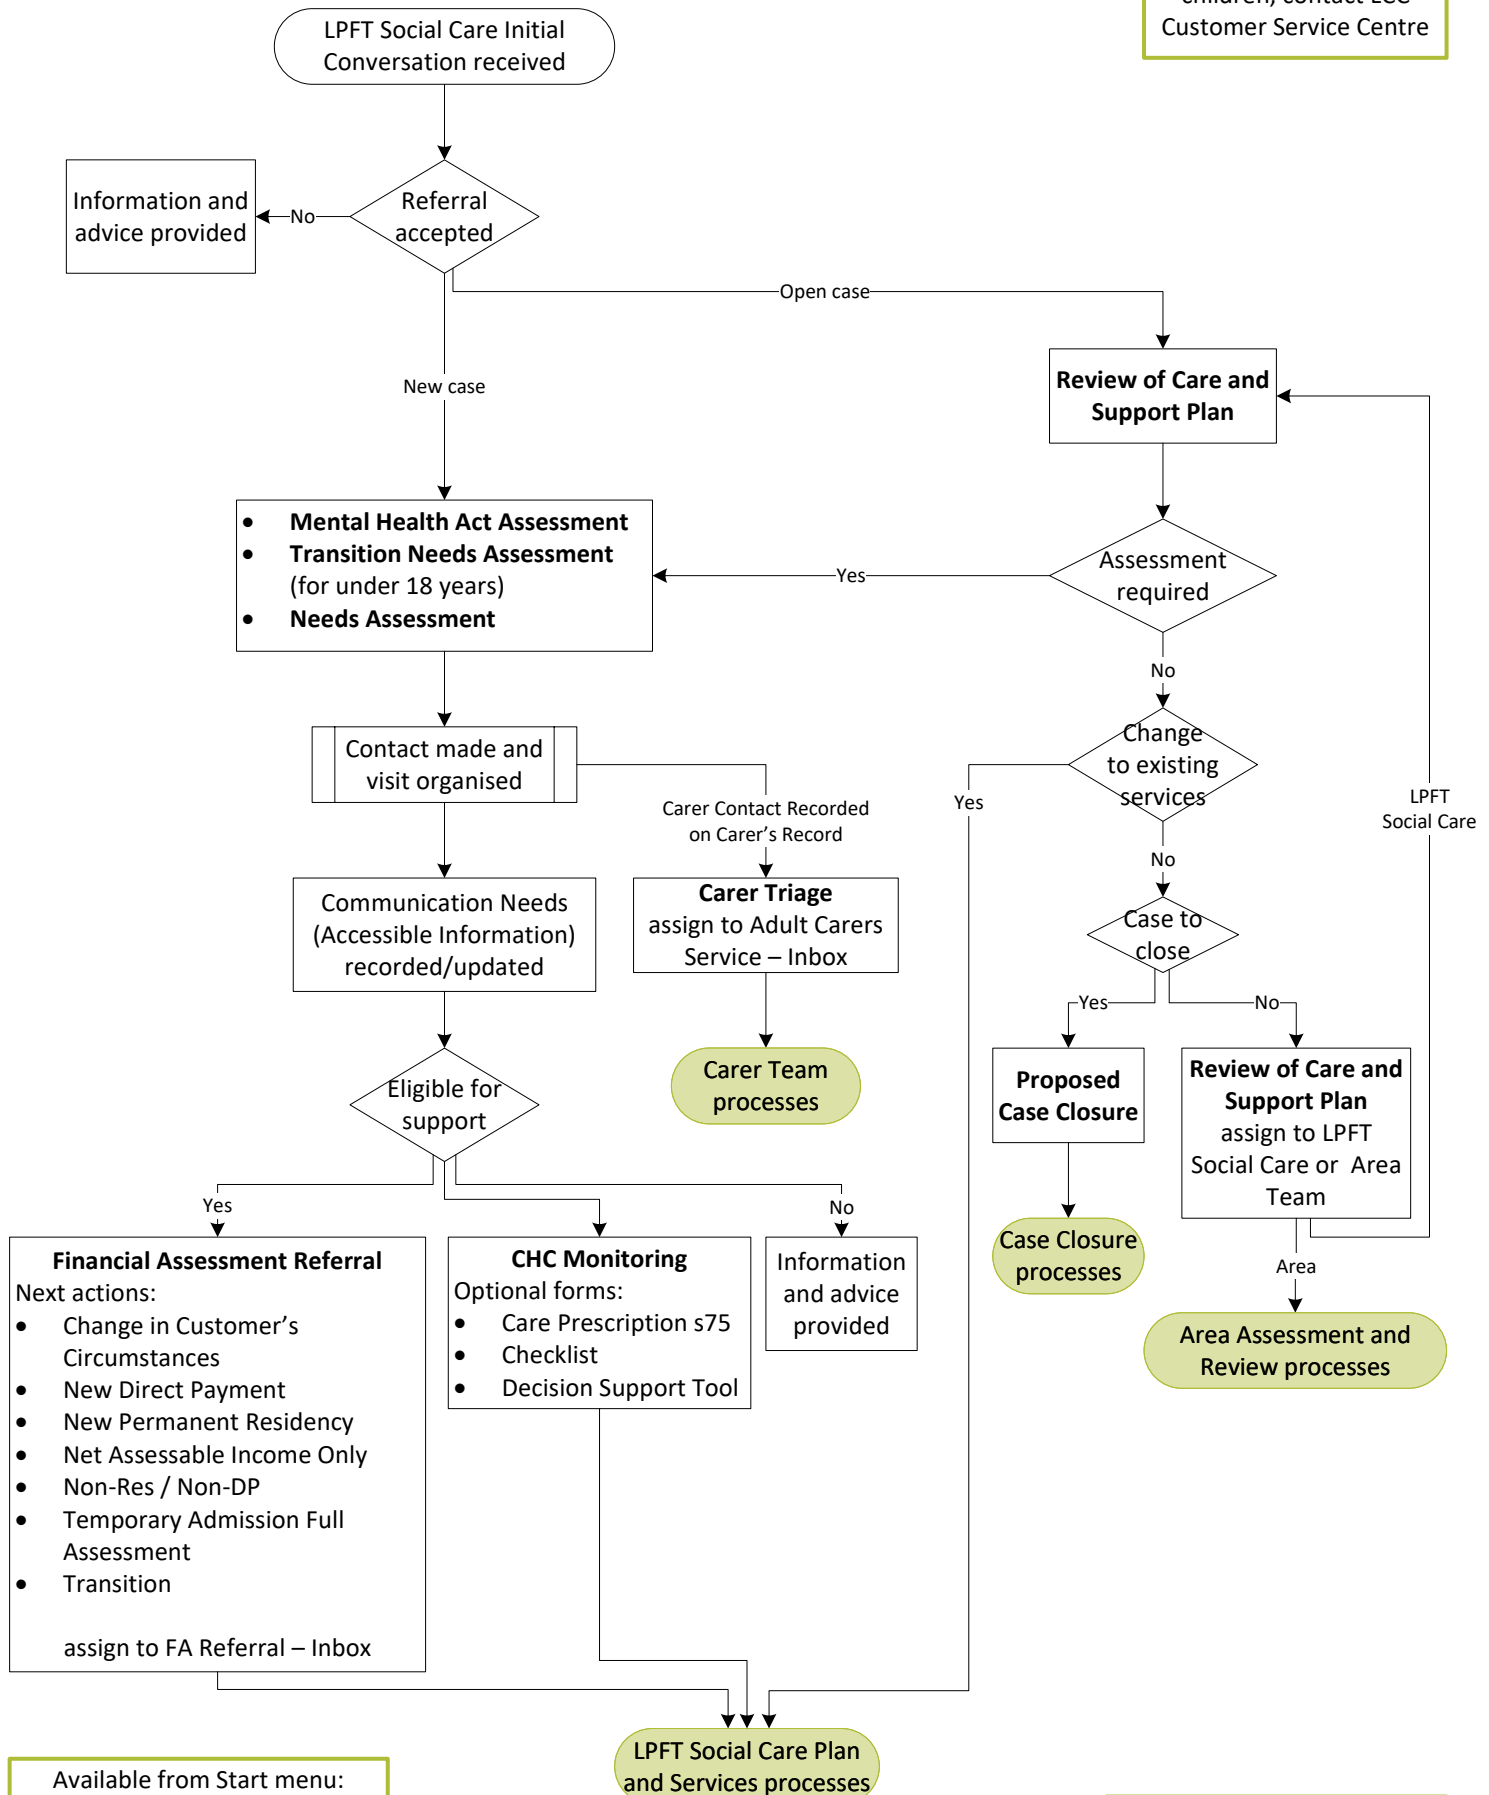 Customer Service Centre
LPFT Social Care Initial
Conversation received
Information and
advice provided
No
Referral
accepted
Open case
New case
Review of Care and
Support Plan
• Mental Health Act Assessment
• Transition Needs Assessment
(for under 18 years)
• Needs Assessment
Yes
Assessment
required
No
Contact made and
visit organised
Carer Contact Recorded
on Carer's Record
Yes
Change
to existing
services
LPFT
Social Care
No
Communication Needs
(Accessible Information)
recorded/updated
Carer Triage
assign to Adult Carers
Service – Inbox
Case to
close
Yes
No
Eligible for
support
Carer Team
processes
Proposed
Case Closure
Review of Care and
Support Plan
assign to LPFT
Social Care or Area
Team
Yes
No
Financial Assessment Referral
Next actions:
• Change in Customer's
Circumstances
• New Direct Payment
• New Permanent Residency
• Net Assessable Income Only
• Non-Res / Non-DP
• Temporary Admission Full
Assessment
• Transition
assign to FA Referral – Inbox
CHC Monitoring
Optional forms:
• Care Prescription s75
• Checklist
• Decision Support Tool
Information
and advice
provided
Case Closure
processes
Area
Area Assessment and
Review processes
LPFT Social Care Plan
and Services processes
Available from Start menu: